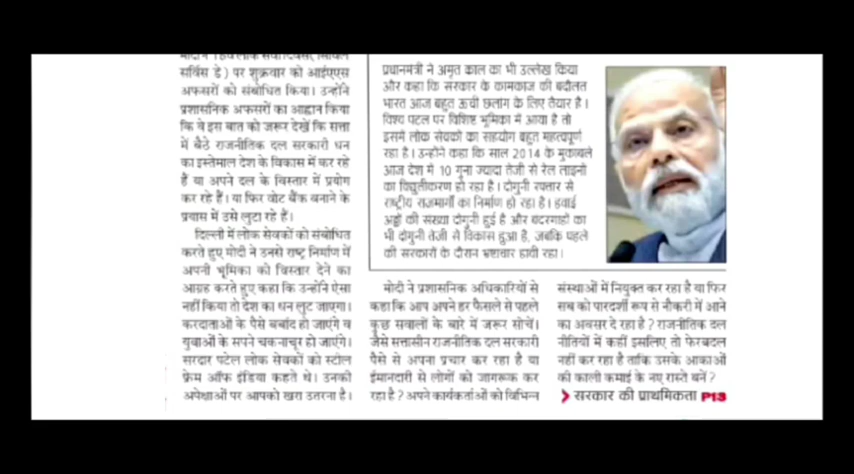 मोदी ने 16वें लोक सेवा दिवस( सिविल
सर्विस डे ) पर शुक्रवार को आईएएस
अफसरों को संबोधित किया। उन्होंने
प्रशासनिक अफसरों का आह्वान किया
कि वे इस बात को जरूर देखें कि सत्ता
में बैठे राजनीतिक दल सरकारी धन
का इस्तेमाल देश के विकास में कर रहे
हैं या अपने दल के विस्तार में प्रयोग
कर रहे हैं। या फिर वोट बैंक बनाने के
प्रयास में उसे लुटा रहे हैं।
दिल्ली में लोक सेवकों को संबोधित
करते हुए मोदी ने उनसे राष्ट्र निर्माण में
अपनी भूमिका को विस्तार देने का
आग्रह करते हुए कहा कि उन्होंने ऐसा
नहीं किया तो देश का धन लुट जाएगा।
करदाताओं के पैसे बर्बाद हो जाएंगे व
युवाओं के सपने चकनाचूर हो जाएंगे।
सरदार पटेल लोक सेवकों को स्टील
फ्रेम ऑफ इंडिया कहते थे। उनकी
अपेक्षाओं पर आपको खरा उतरना है।
प्रधानमंत्री ने अमृत काल का भी उल्लेख किया
और कहा कि सरकार के कामकाज की बदौलत
भारत आज बहुत ऊंची छलांग के लिए तैयार है।
विश्व पटल पर विशिष्ट भूमिका में आया है तो
इसमें लोक सेवकों का सहयोग बहुत महत्वपूर्ण
रहा है। उन्होंने कहा कि साल 2014 के मुकाबले
आज देश में 10 गुना ज्यादा तेजी से रेल लाइनों
का विद्युतीकरण हो रहा है। दोगुनी रफ्तार से
राष्ट्रीय राजमार्गों का निर्माण हो रहा है। हवाई
अड्डों की संख्या दोगुनी हुई है और बंदरगाहों का
भी दोगुनी तेजी से विकास हुआ है, जबकि पहले
की सरकारों के दौरान भ्रष्टाचार हावी रहा।
मोदी ने प्रशासनिक अधिकारियों से
कहा कि आप अपने हर फैसले से पहले
कुछ सवालों के बारे में जरूर सोचें।
जैसे सत्तासीन राजनीतिक दल सरकारी
पैसे से अपना प्रचार कर रहा है या
ईमानदारी से लोगों को जागरूक कर
रहा है? अपने कार्यकर्ताओं को विभिन्न
संस्थाओं में नियुक्त कर रहा है या फिर
सब को पारदर्शी रूप से नौकरी में आने
का अवसर दे रहा है? राजनीतिक दल
नीतियों में कहीं इसलिए तो फेरबदल
नहीं कर रहा है ताकि उसके आकाओं
की काली कमाई के नए रास्ते बनें?
सरकार की प्राथमिकता P13